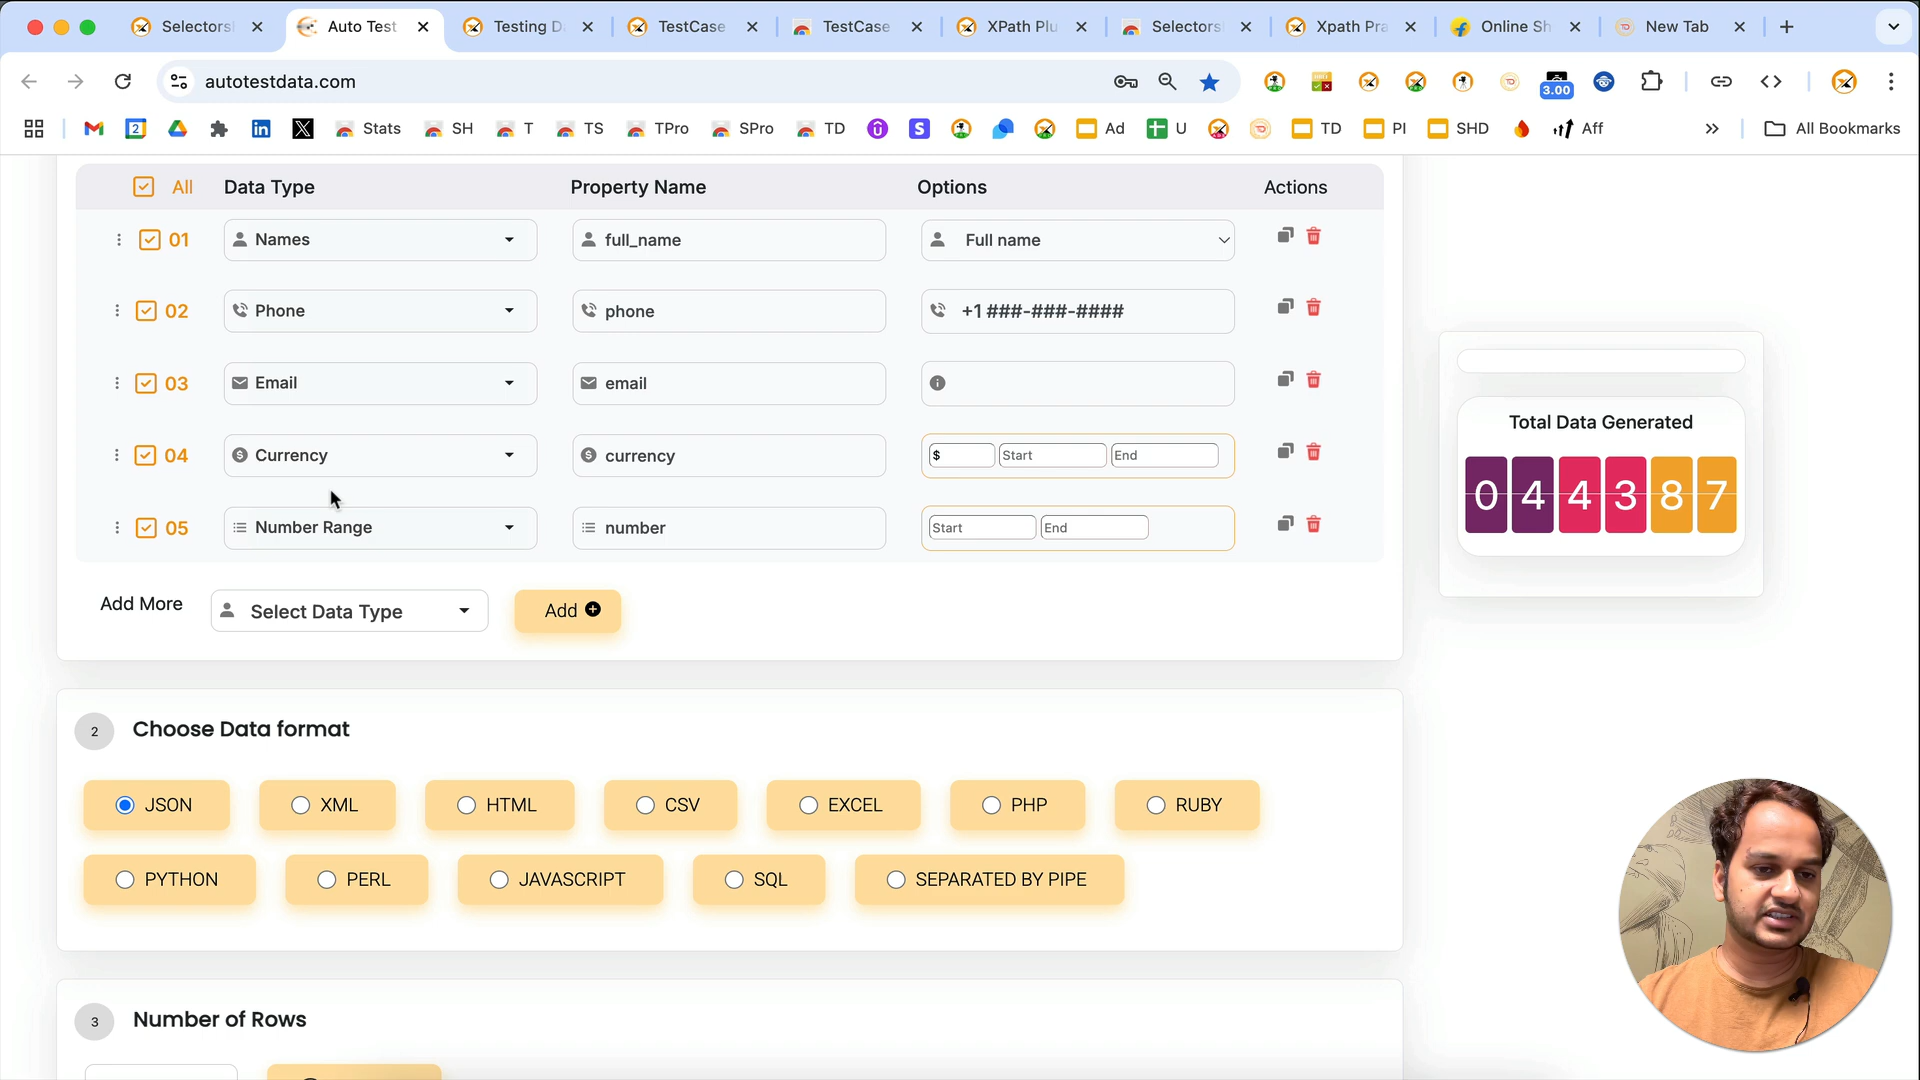 Selectors
Auto Test
Testing D
TestCase
TestCase
XPath Plu
Selectors
Xpath Pra
Online Sh
New Tab
autotestdata.com
3.00
2
Stats
SH
T
TS
TPro
SPro
TD
S
Ad
U
TD
PI
SHD
Aff
All Bookmarks
All
Data Type
Property Name
Options
Actions
01
Names
full_name
Full name
02
Phone
phone
+1 ###-###-####
03
Email
email
04
Currency
currency
$
Start
End
05
Number Range
number
Start
End
Add More
Select Data Type
Add
Total Data Generated
0 4 4 3 8 7
2
Choose Data format
JSON
XML
HTML
CSV
EXCEL
PHP
RUBY
PYTHON
PERL
JAVASCRIPT
SQL
SEPARATED BY PIPE
3
Number of Rows